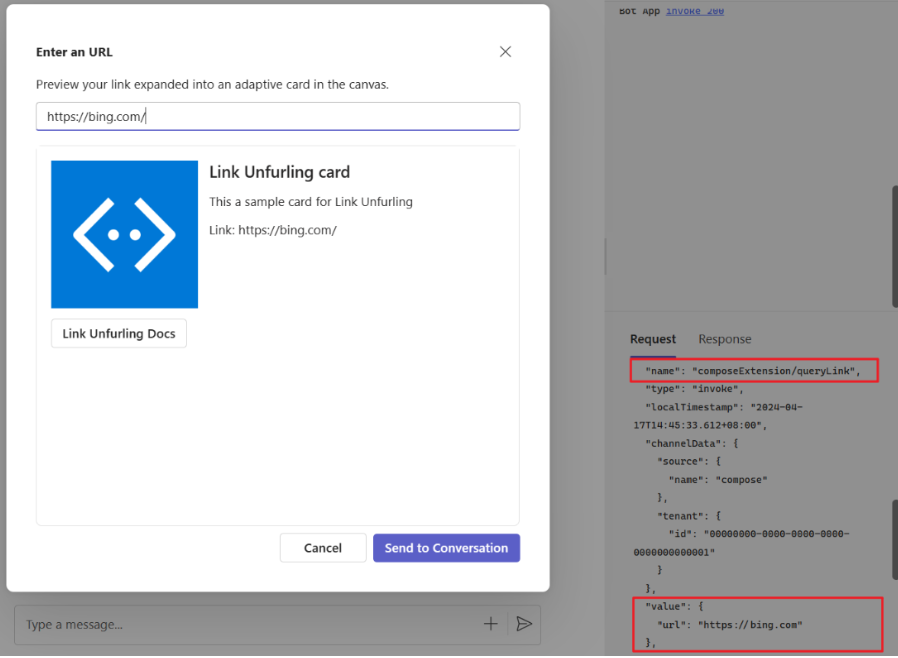 Bot App invoke 200
Enter an URL
Preview your link expanded into an adaptive card in the canvas.
https://bing.com/
Link Unfurling card
This a sample card for Link Unfurling
Link: https://bing.com/
Link Unfurling Docs
Cancel
Send to Conversation
Type a message...
Request
Response
"name": "composeExtension/queryLink",
"type": "invoke",
"localTimestamp": "2024-04-
17T14:45:33.612+08:00",
"channelData": {
"source": {
"name": "compose"
},
"tenant": {
"id": "00000000-0000-0000-0000-
0000000000001"
}
},
"value": {
"url": "https://bing.com"
},